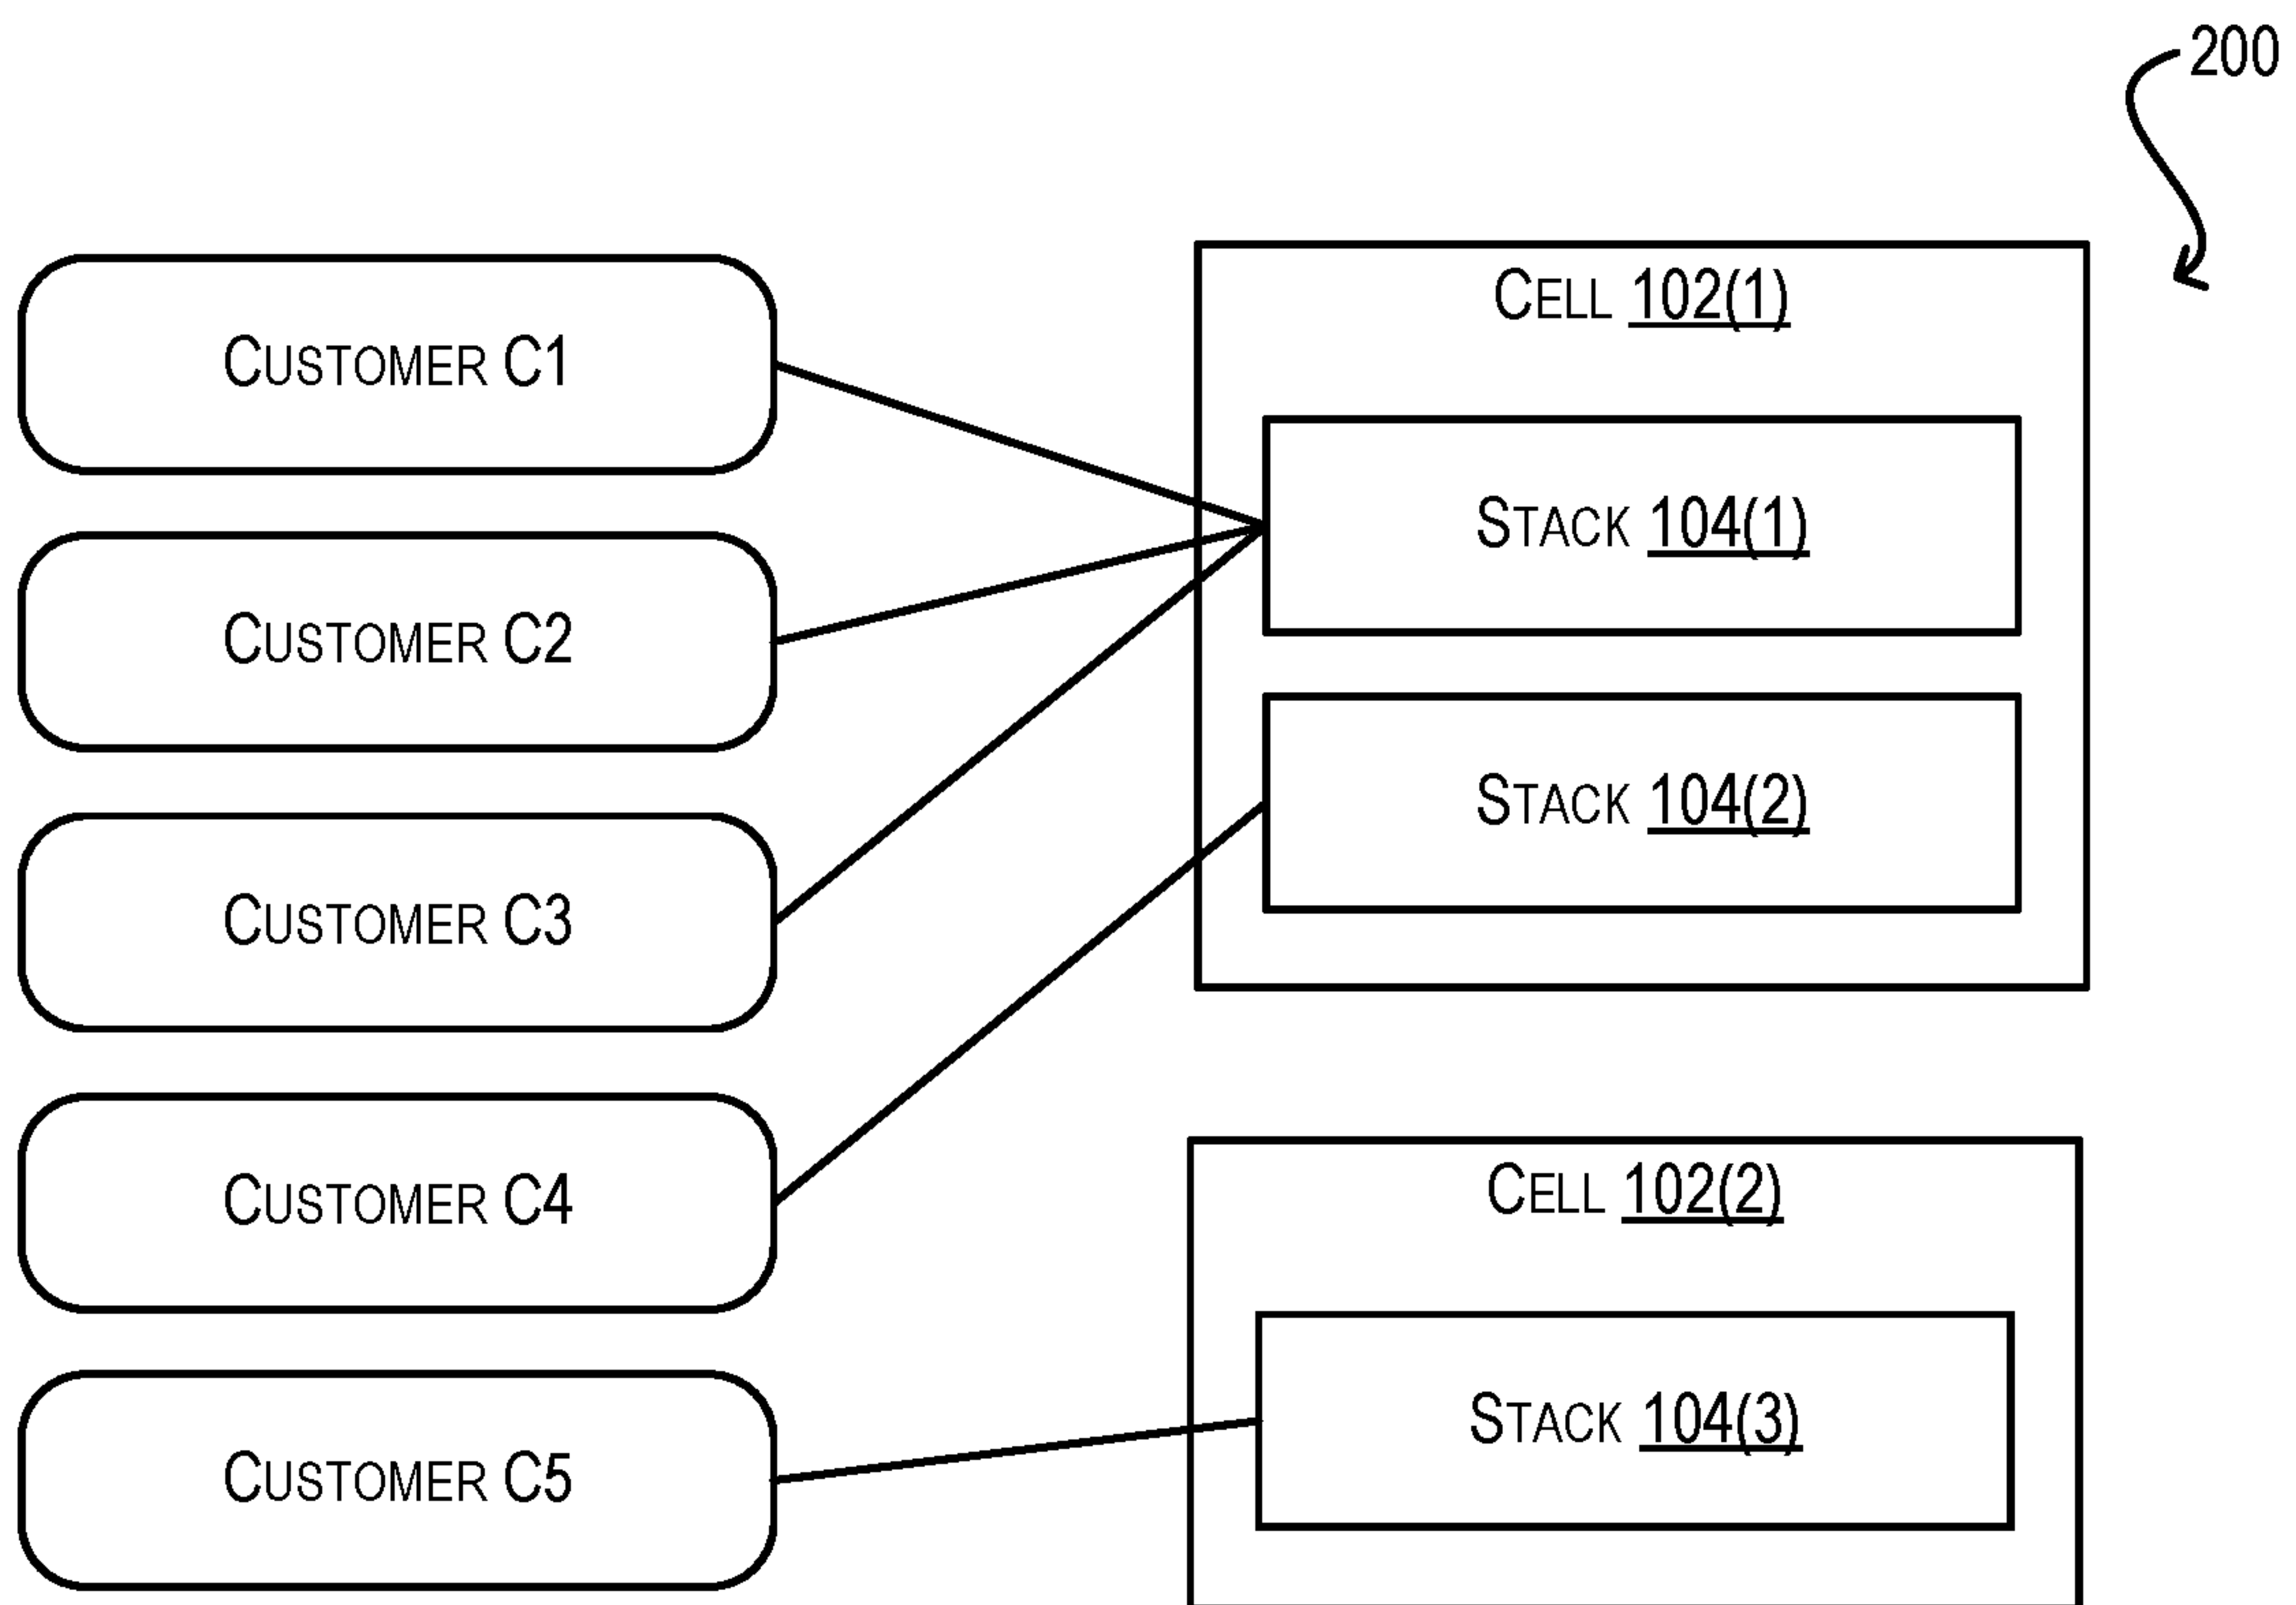 200
Customer C1
Customer C2
Customer C3
Customer C4
Customer C5
Cell 102(1)
Stack 104(1)
Stack 104(2)
Cell 102(2)
Stack 104(3)